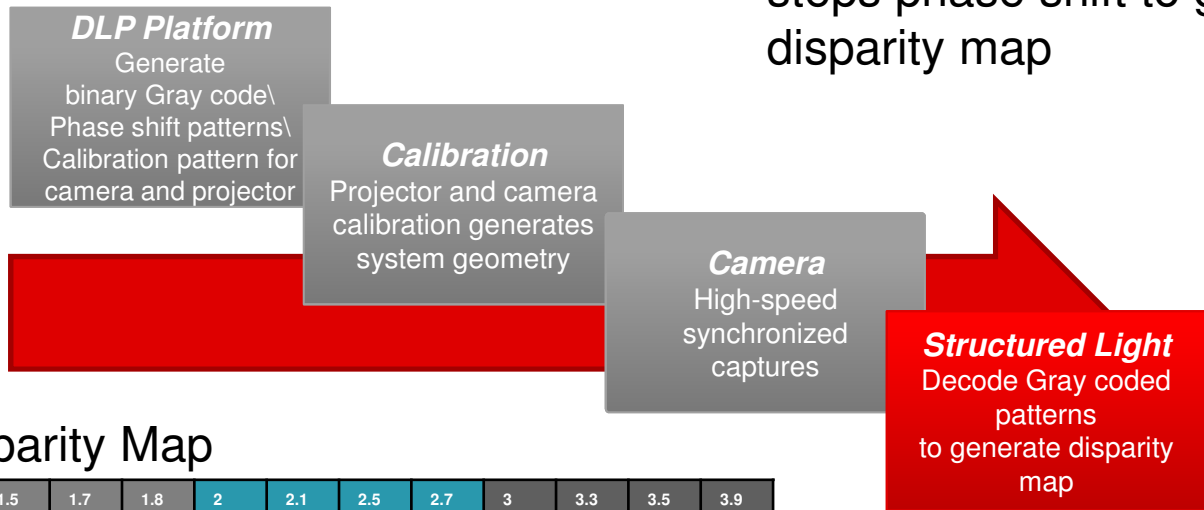 disparity map
DLP Platform
Generate
binary Gray code\
Phase shift patterns\
Calibration pattern for
camera and projector
Calibration
Projector and camera
calibration generates
system geometry
Camera
High-speed
synchronized
captures
Structured Light
Decode Gray coded
patterns
to generate disparity
map
Map
1.5 1.7 1.8 2 2.1 2.5 2.7 3 3.3 3.5 3.9